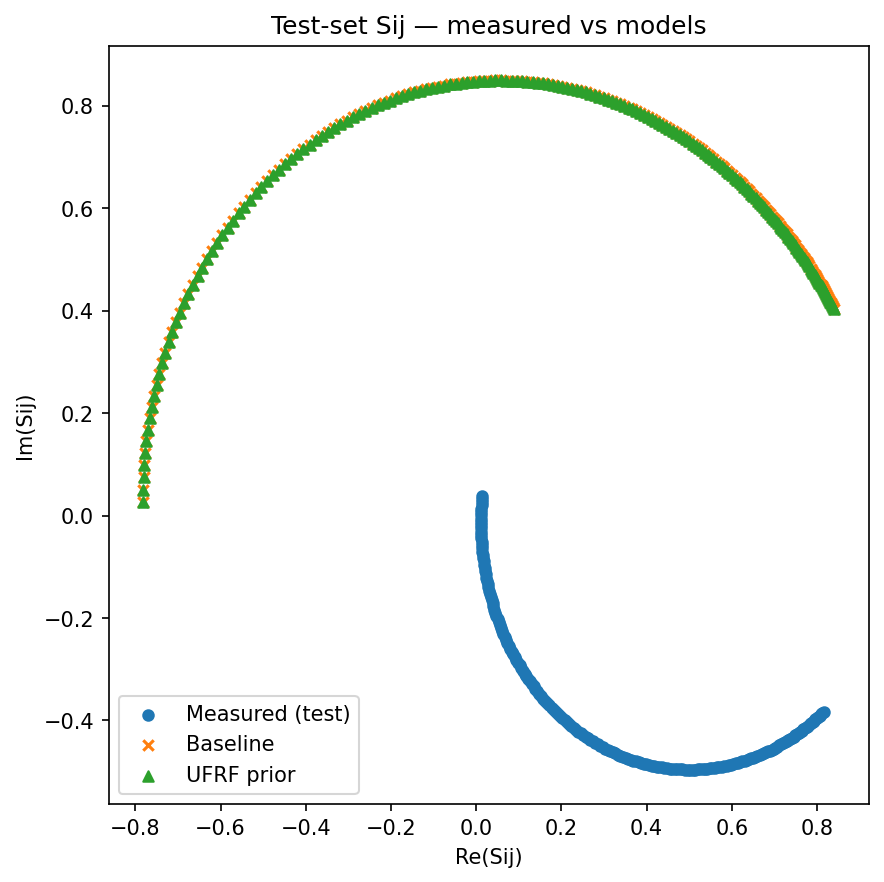 Test-set Sij — measured vs models
Im(Sij)
0.8
0.6
0.4
0.2
0.0
−0.2
−0.4
Measured (test)
Baseline
UFRF prior
−0.8 −0.6 −0.4 −0.2 0.0 0.2 0.4 0.6 0.8
Re(Sij)